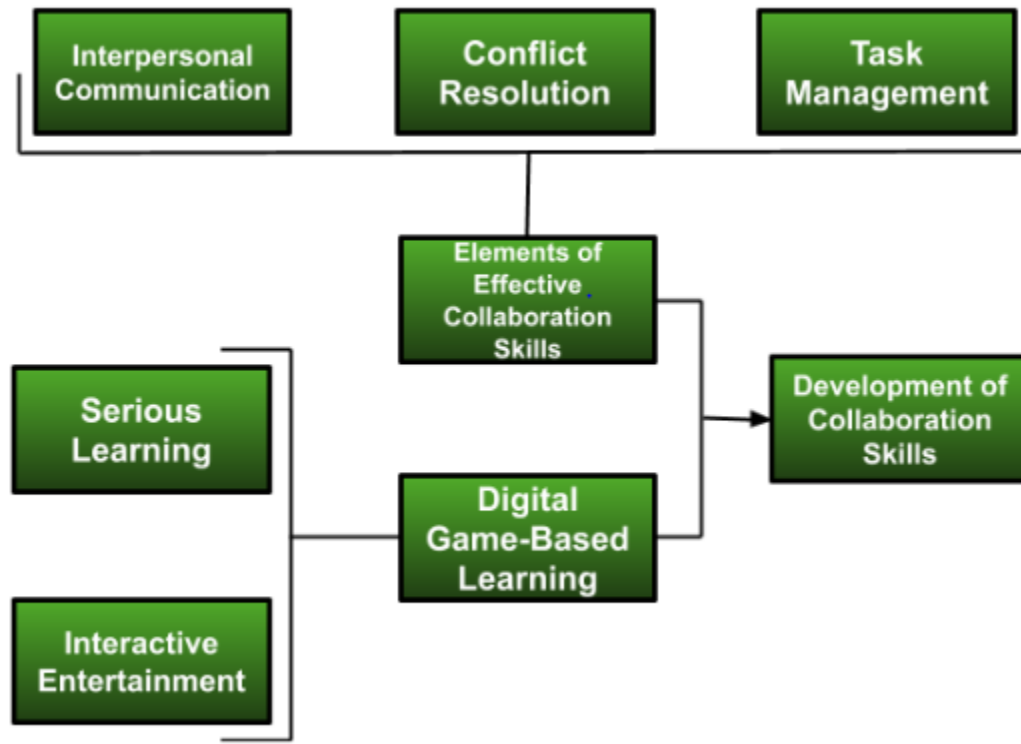 Interpersonal
Communication
Conflict
Resolution
Task
Management
Elements of
Effective
Collaboration
Skills
Serious
Learning
Digital
Game-Based
Learning
Development of
Collaboration
Skills
Interactive
Entertainment